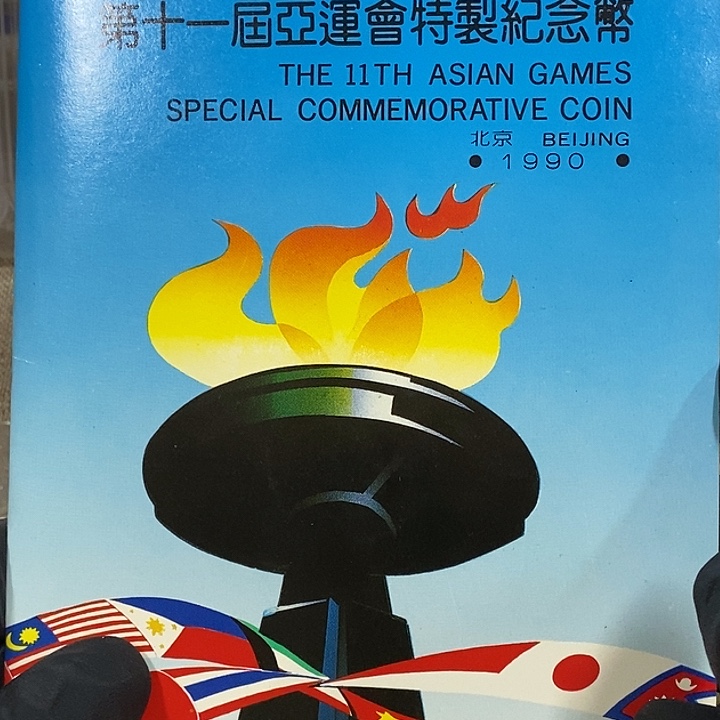 第十一屆亞運會特製紀念幣
THE 11TH ASIAN GAMES
SPECIAL COMMEMORATIVE COIN
北京 BEIJING
● 1990 ●